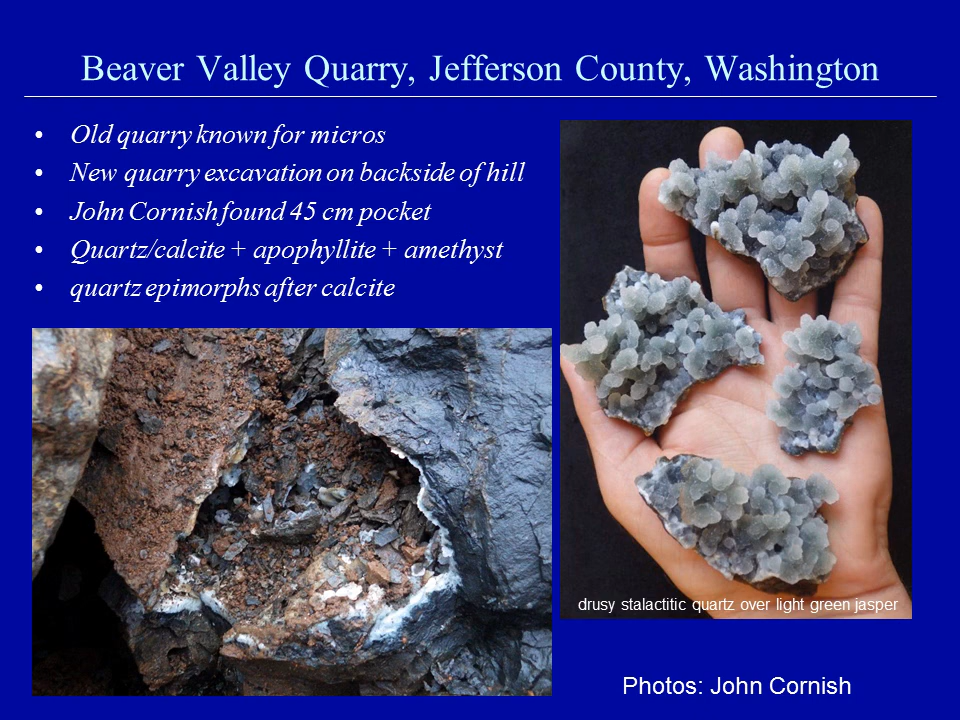 Beaver Valley Quarry, Jefferson County, Washington
• Old quarry known for micros
• New quarry excavation on backside of hill
• John Cornish found 45 cm pocket
• Quartz/calcite + apophyllite + amethyst
• quartz epimorphs after calcite
drusy stalactitic quartz over light green jasper
Photos: John Cornish